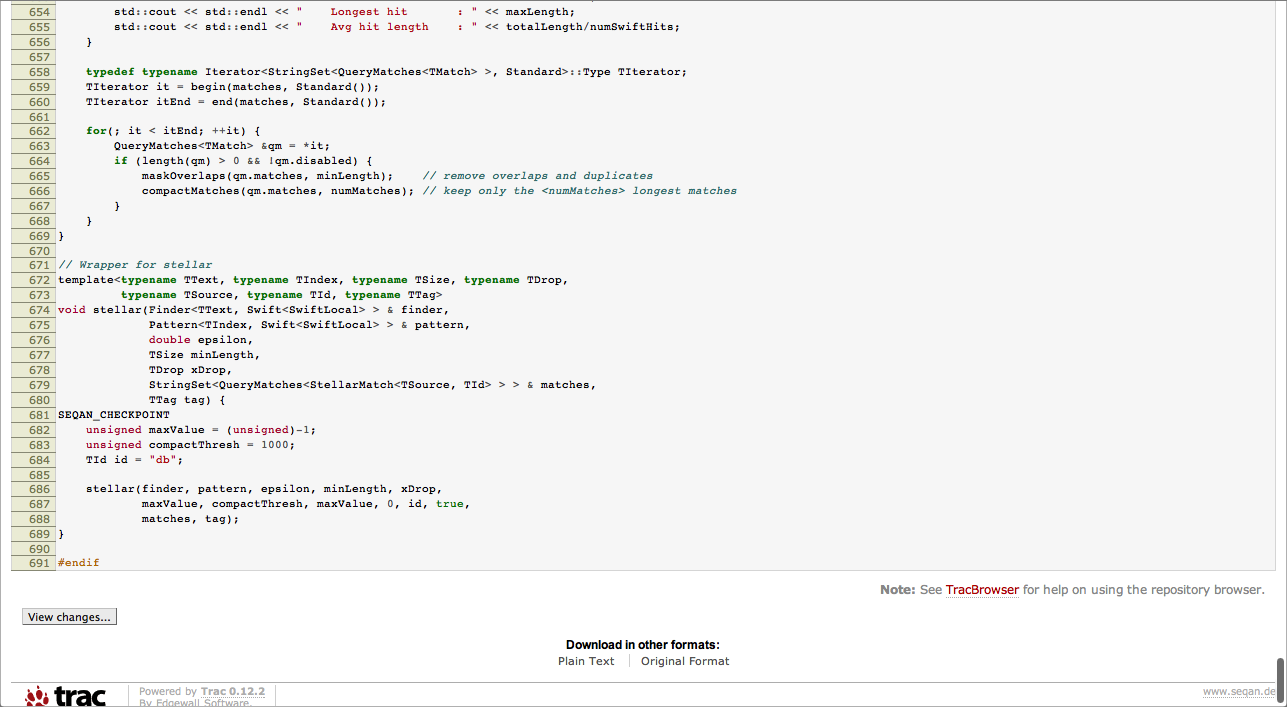 654         std::cout << std::endl << "    Longest hit       : " << maxLength;
655         std::cout << std::endl << "    Avg hit length    : " << totalLength/numSwiftHits;
656     }
657
658     typedef typename Iterator<StringSet<QueryMatches<TMatch> >, Standard>::Type TIterator;
659     TIterator it = begin(matches, Standard());
660     TIterator itEnd = end(matches, Standard());
661
662     for(; it < itEnd; ++it) {
663         QueryMatches<TMatch> &qm = *it;
664         if (length(qm) > 0 && !qm.disabled) {
665             maskOverlaps(qm.matches, minLength);    // remove overlaps and duplicates
666             compactMatches(qm.matches, numMatches); // keep only the <numMatches> longest matches
667         }
668     }
669 }
670
671 // Wrapper for stellar
672 template<typename TText, typename TIndex, typename TSize, typename TDrop,
673          typename TSource, typename TId, typename TTag>
674 void stellar(Finder<TText, Swift<SwiftLocal> > & finder,
675              Pattern<TIndex, Swift<SwiftLocal> > & pattern,
676              double epsilon,
677              TSize minLength,
678              TDrop xDrop,
679              StringSet<QueryMatches<StellarMatch<TSource, TId> > > & matches,
680              TTag tag) {
681 SEQAN_CHECKPOINT
682     unsigned maxValue = (unsigned)-1;
683     unsigned compactThresh = 1000;
684     TId id = "db";
685
686     stellar(finder, pattern, epsilon, minLength, xDrop,
687             maxValue, compactThresh, maxValue, 0, id, true,
688             matches, tag);
689 }
690
691 #endif
Note: See TracBrowser for help on using the repository browser.
View changes...
Download in other formats:
Plain Text Original Format
trac Powered by Trac 0.12.2 www.seqan.de
By Edgewall Software.